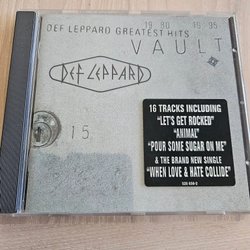 1980 1995
DEF LEPPARD GREATEST HITS
VAULT
DEF LEPPARD
15
16 TRACKS INCLUDING
"LET'S GET ROCKED"
"ANIMAL"
"POUR SOME SUGAR ON ME"
& THE BRAND NEW SINGLE
"WHEN LOVE & HATE COLLIDE"